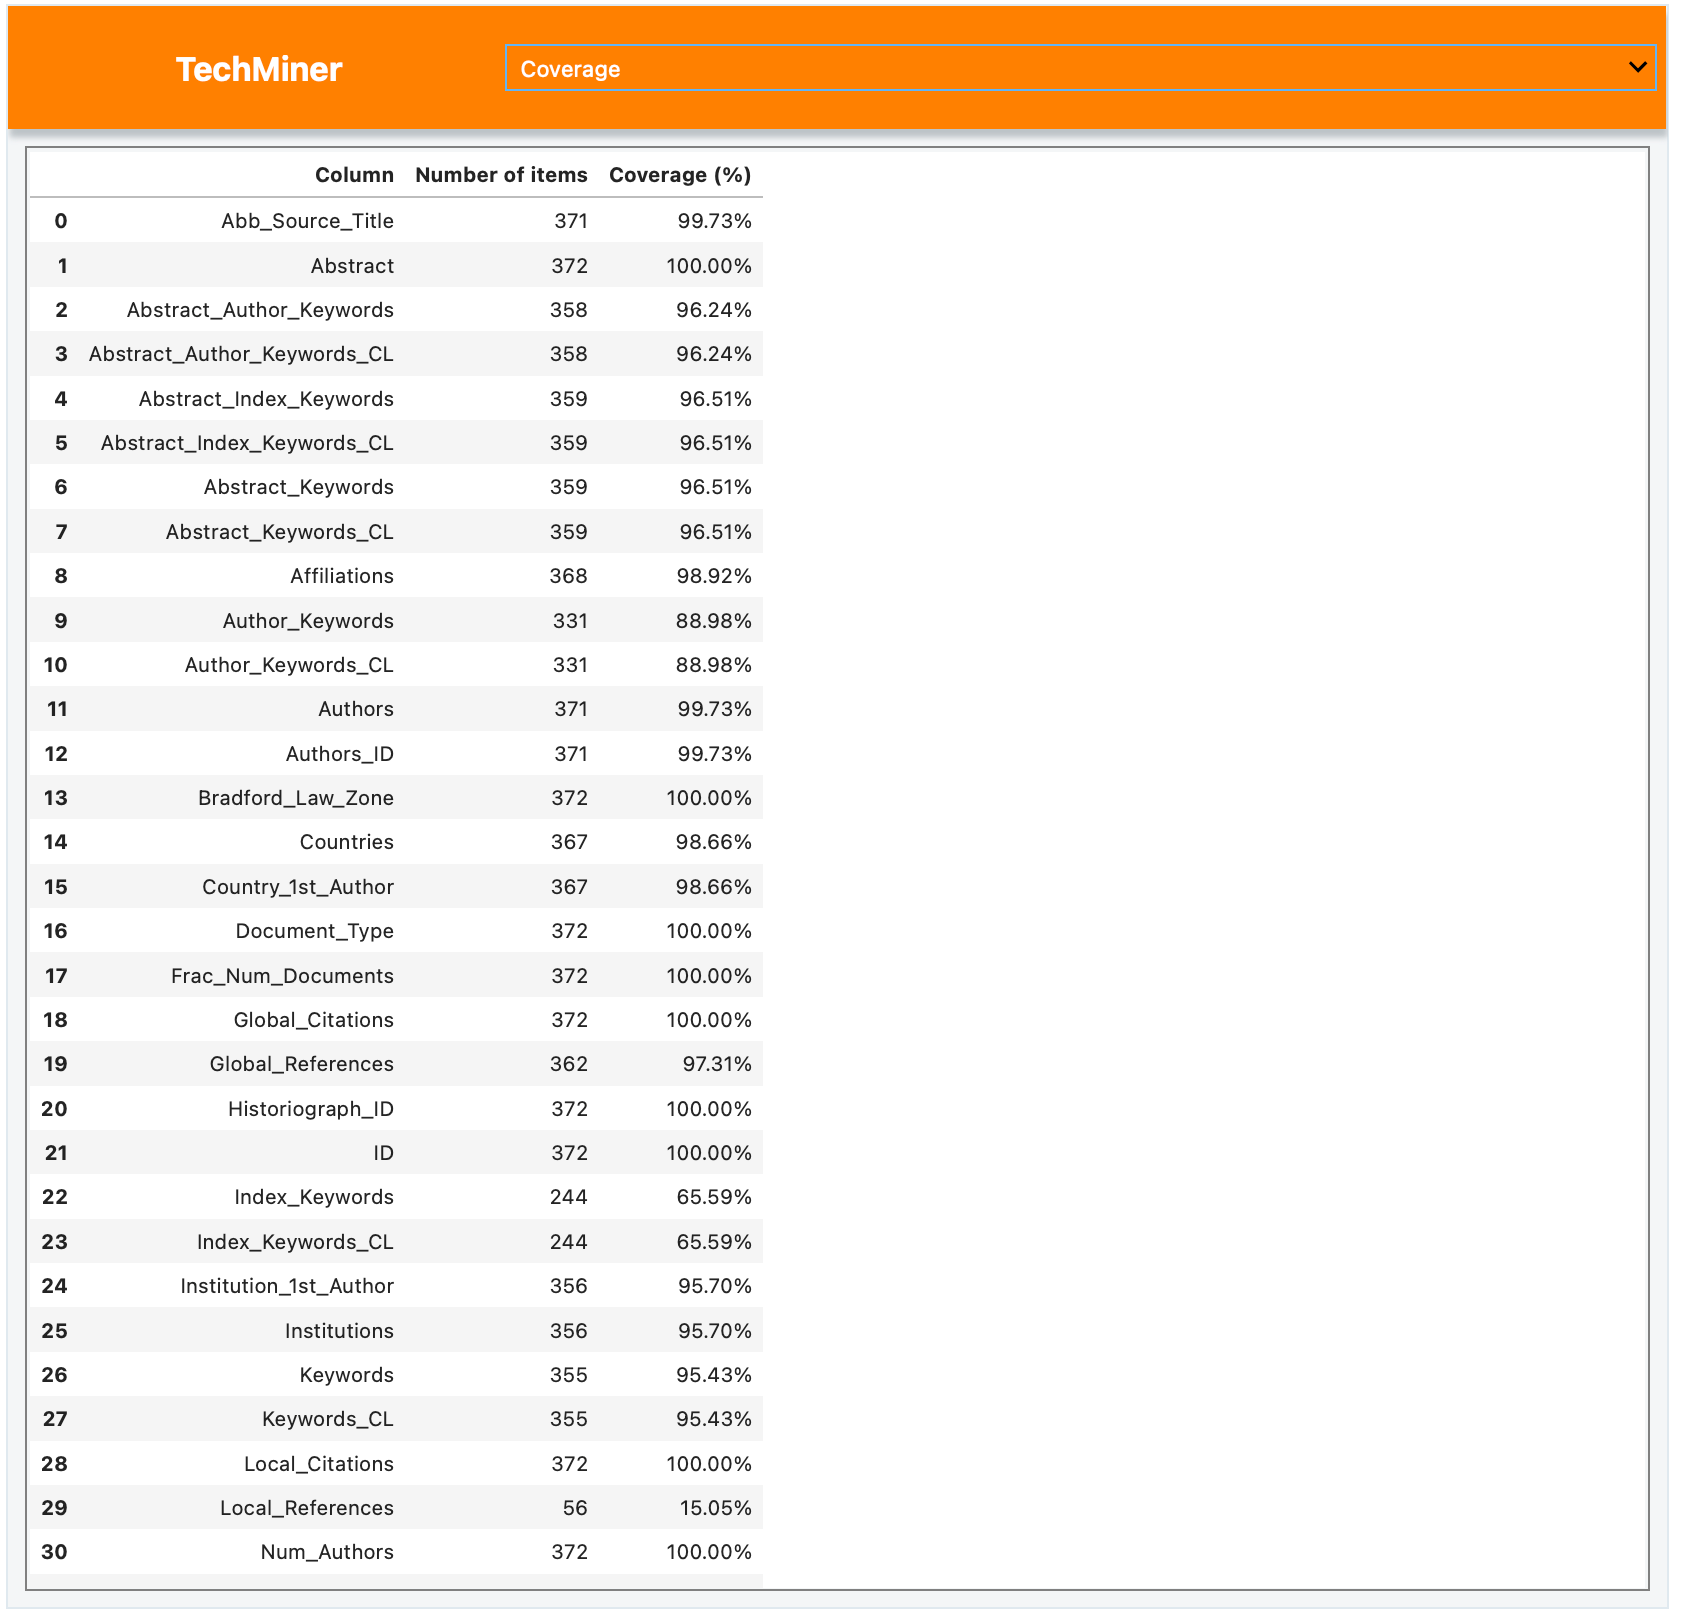 TechMiner
Coverage
Column Number of items Coverage (%)
0 Abb_Source_Title 371 99.73%
1 Abstract 372 100.00%
2 Abstract_Author_Keywords 358 96.24%
3 Abstract_Author_Keywords_CL 358 96.24%
4 Abstract_Index_Keywords 359 96.51%
5 Abstract_Index_Keywords_CL 359 96.51%
6 Abstract_Keywords 359 96.51%
7 Abstract_Keywords_CL 359 96.51%
8 Affiliations 368 98.92%
9 Author_Keywords 331 88.98%
10 Author_Keywords_CL 331 88.98%
11 Authors 371 99.73%
12 Authors_ID 371 99.73%
13 Bradford_Law_Zone 372 100.00%
14 Countries 367 98.66%
15 Country_1st_Author 367 98.66%
16 Document_Type 372 100.00%
17 Frac_Num_Documents 372 100.00%
18 Global_Citations 372 100.00%
19 Global_References 362 97.31%
20 Historiograph_ID 372 100.00%
21 ID 372 100.00%
22 Index_Keywords 244 65.59%
23 Index_Keywords_CL 244 65.59%
24 Institution_1st_Author 356 95.70%
25 Institutions 356 95.70%
26 Keywords 355 95.43%
27 Keywords_CL 355 95.43%
28 Local_Citations 372 100.00%
29 Local_References 56 15.05%
30 Num_Authors 372 100.00%